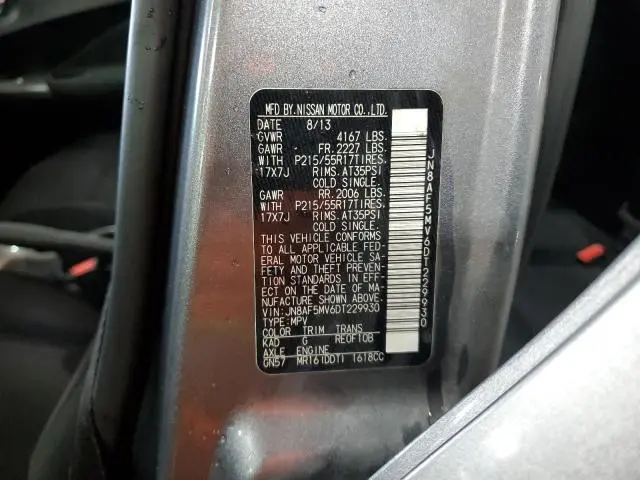 MFD BY.NISSAN MOTOR CO.,LTD.
DATE 8/13
GVWR 4167 LBS.
GAWR FR. 2227 LBS.
WITH P215/55R17TIRES.
17X7J RIMS. AT35PSI
COLD SINGLE.
GAWR RR. 2006 LBS.
WITH P215/55R17TIRES.
17X7J RIMS. AT35PSI
COLD SINGLE.
THIS VEHICLE CONFORMS
TO ALL APPLICABLE FED-
ERAL MOTOR VEHICLE SA-
FETY AND THEFT PREVEN-
TION STANDARDS IN EFF-
ECT ON THE DATE OF MA-
NUFACTURE SHOWN ABOVE.
VIN:JN8AF5MV6DT229930
TYPE:MPV
COLOR TRIM TRANS
KAD G RE0F10B
AXLE ENGINE
GN57 MR16(DDT) 1618CC
JN8AF5MV6DT229930